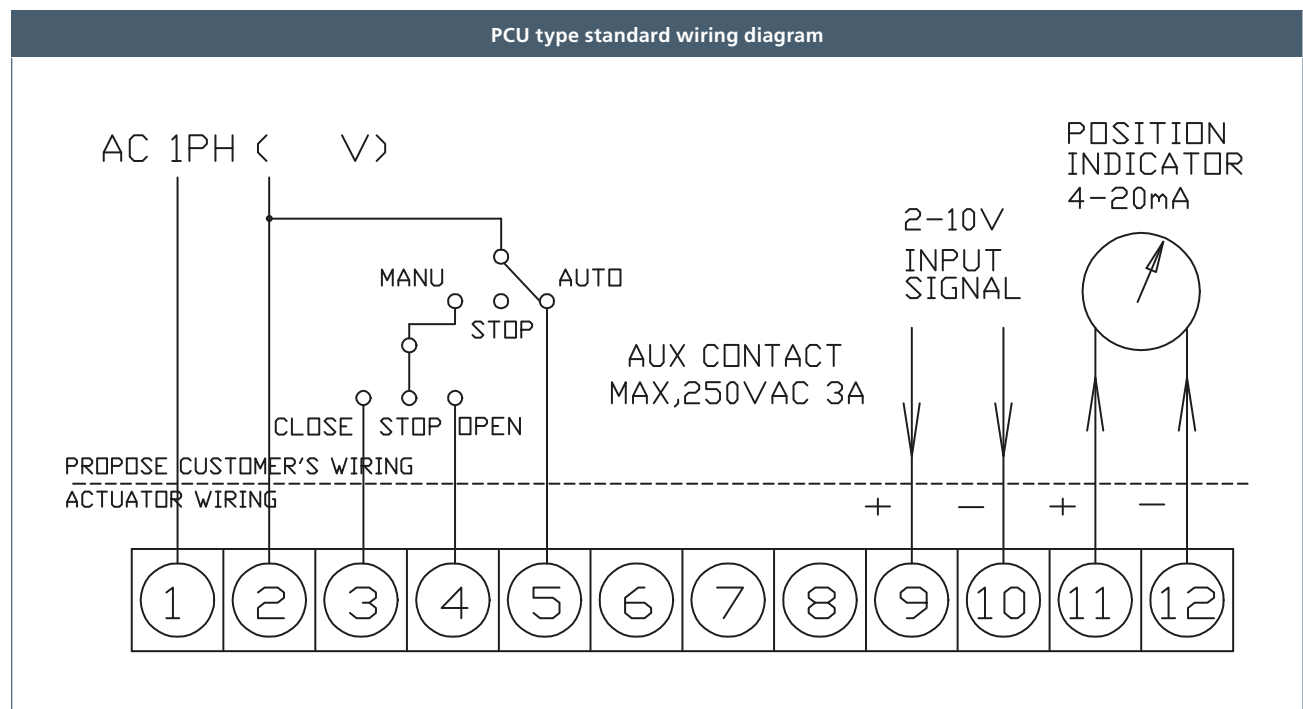 PCU type standard wiring diagram
AC 1PH (     V)
POSITION
INDICATOR
4-20mA
2-10V
INPUT
SIGNAL
MANU
AUTO
STOP
AUX CONTACT
MAX,250VAC 3A
CLOSE STOP OPEN
PROPOSE CUSTOMER'S WIRING
ACTUATOR WIRING
+ − + −
1 2 3 4 5 6 7 8 9 10 11 12